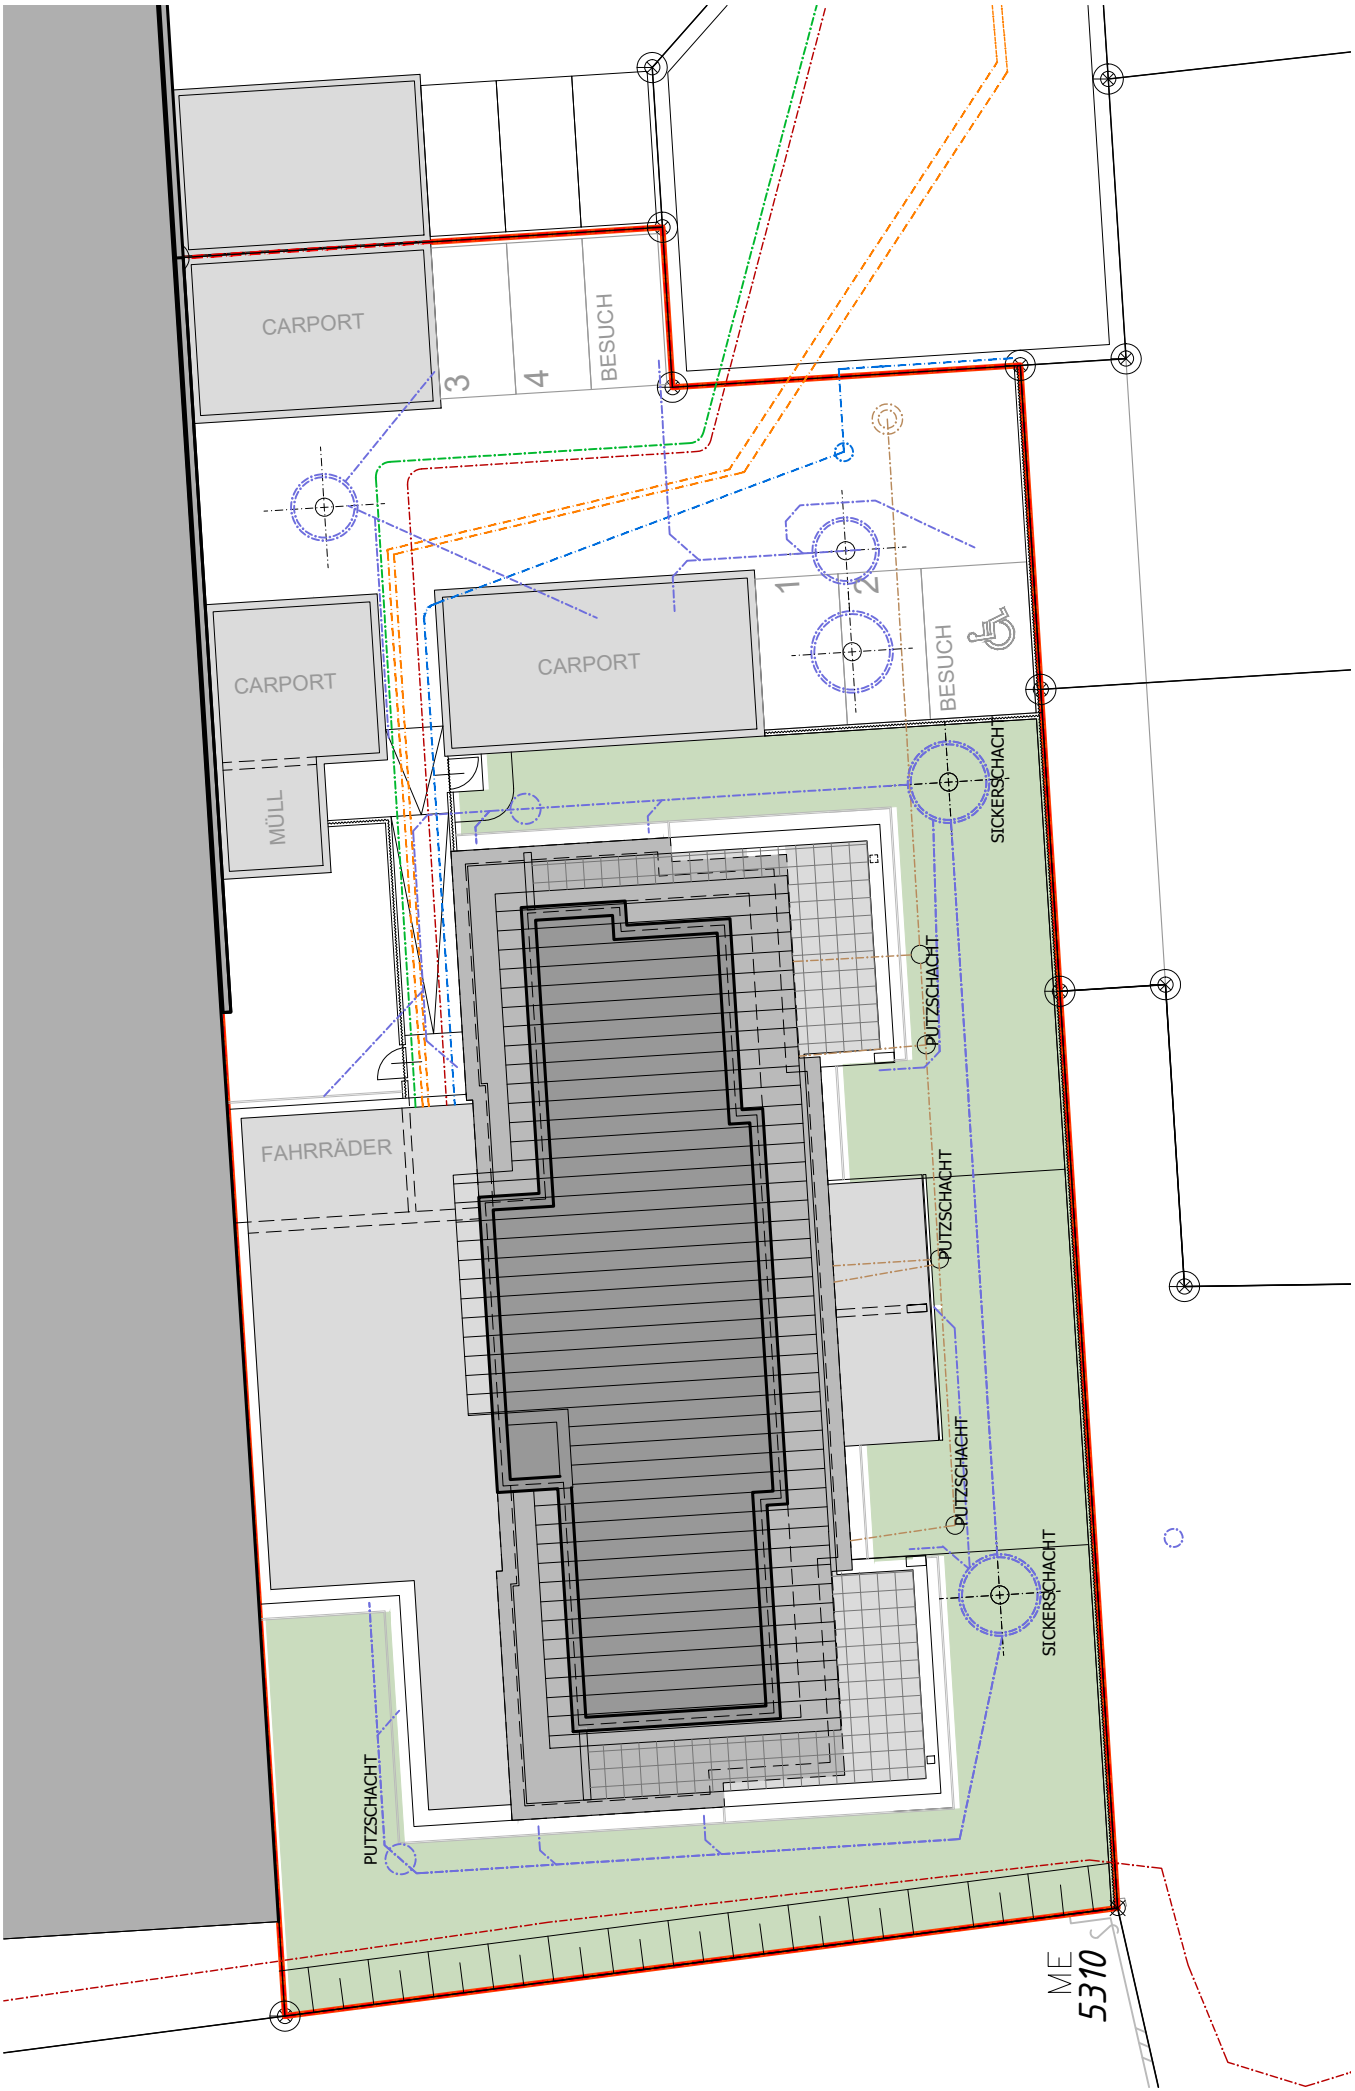 CARPORT
3
4
BESUCH
1
2
BESUCH
CARPORT
CARPORT
MÜLL
SICKERSCHACHT
PUTZSCHACHT
FAHRRÄDER
PUTZSCHACHT
PUTZSCHACHT
SICKERSCHACHT
PUTZSCHACHT
ME
5310